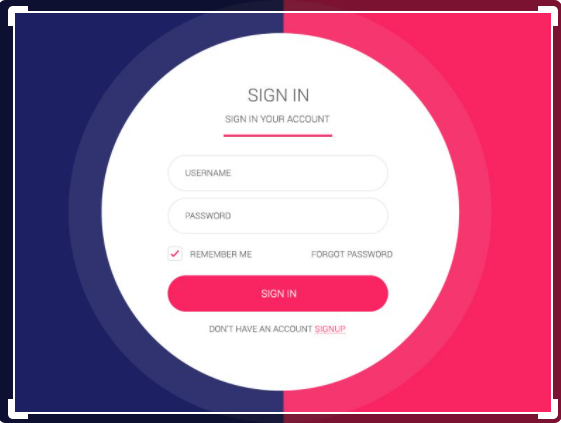 SIGN IN
SIGN IN YOUR ACCOUNT
USERNAME
PASSWORD
REMEMBER ME FORGOT PASSWORD
SIGN IN
DON'T HAVE AN ACCOUNT SIGNUP